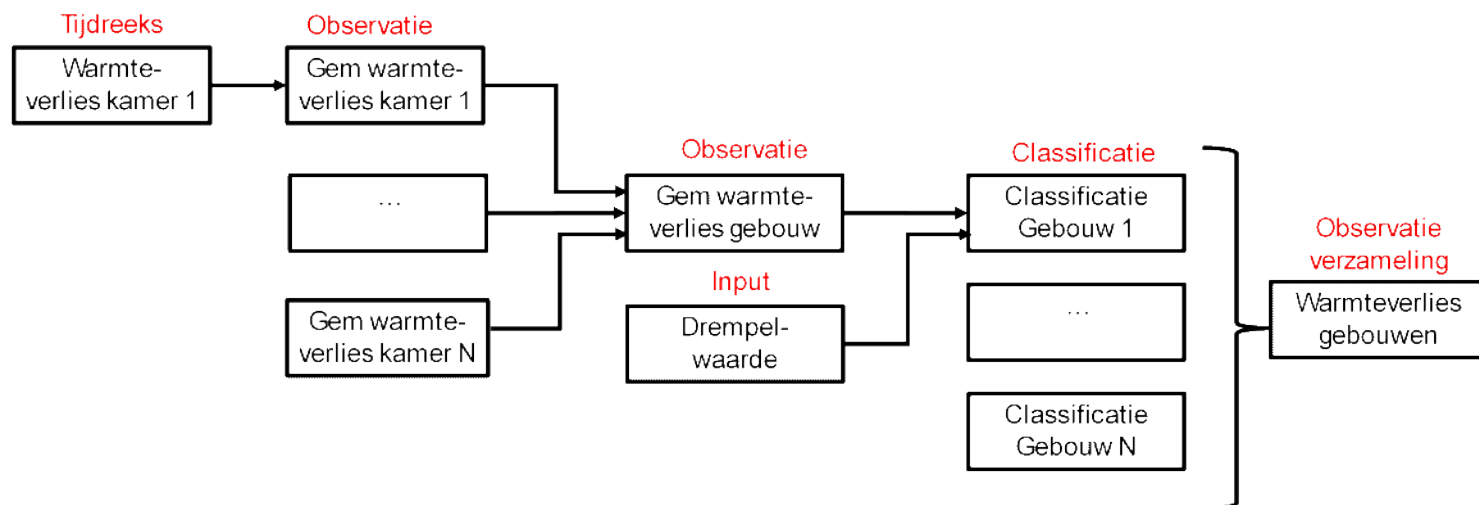 Tijdreeks
Warmte-
verlies kamer 1
Observatie
Gem warmte-
verlies kamer 1
...
Gem warmte-
verlies kamer N
Observatie
Gem warmte-
verlies gebouw
Input
Drempel-
waarde
Classificatie
Classificatie
Gebouw 1
...
Classificatie
Gebouw N
Observatie
verzameling
Warmteverlies
gebouwen